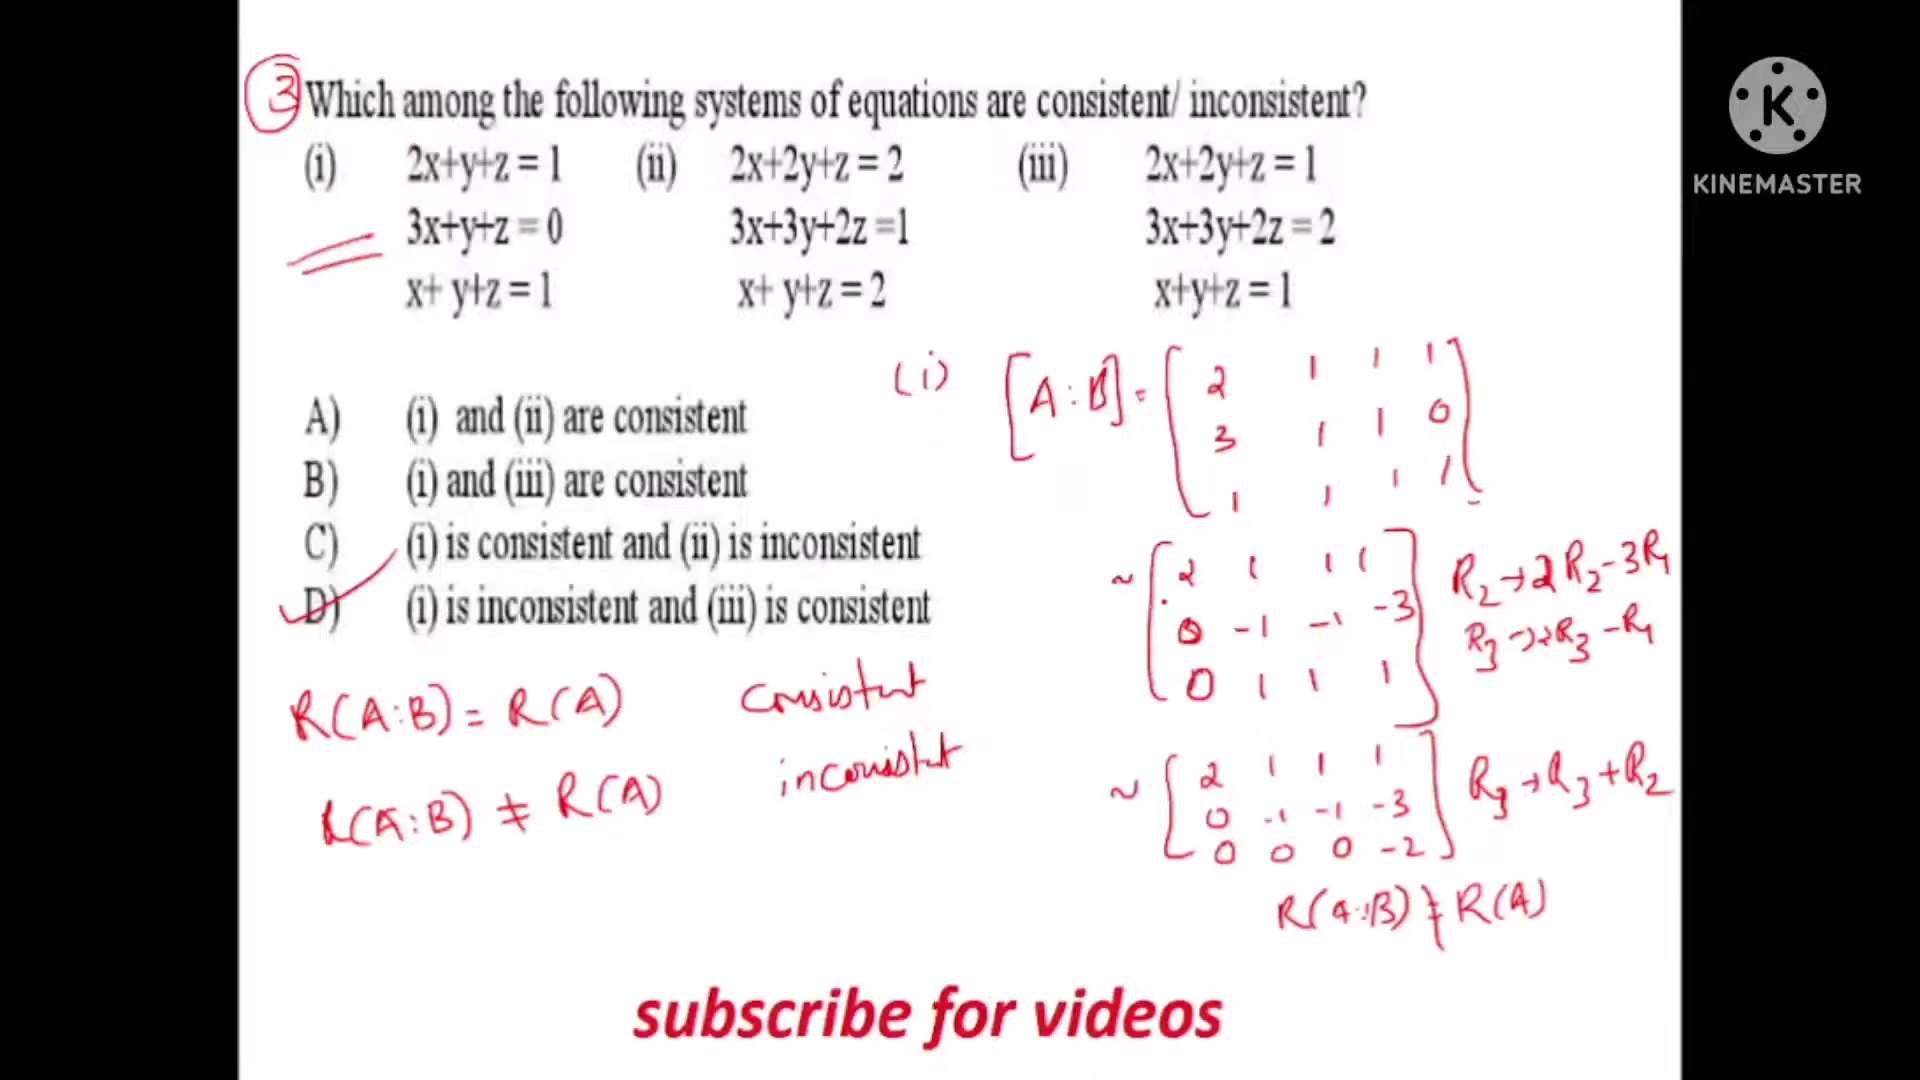 3 Which among the following systems of equations are consistent/ inconsistent?
(i) 2x+y+z = 1 (ii) 2x+2y+z = 2 (iii) 2x+2y+z = 1
3x+y+z = 0 3x+3y+2z =1 3x+3y+2z = 2
x+ y+z = 1 x+ y+z = 2 x+y+z = 1
A) (i) and (ii) are consistent
B) (i) and (iii) are consistent
C) (i) is consistent and (ii) is inconsistent
D) (i) is inconsistent and (iii) is consistent
R(A:B) = R(A) consistent
R(A:B) ≠ R(A) inconsistent
(i) [A:B] = [2 1 1 1
3 1 1 0
1 1 1 1]
~ [2 1 1 1
0 -1 -1 -3
0 1 1 1]
R2→2R2-3R1
R3→2R3-R1
~ [2 1 1 1
0 -1 -1 -3
0 0 0 -2]
R3→R3+R2
R(A:B) ≠ R(A)
subscribe for videos
K
KINEMASTER